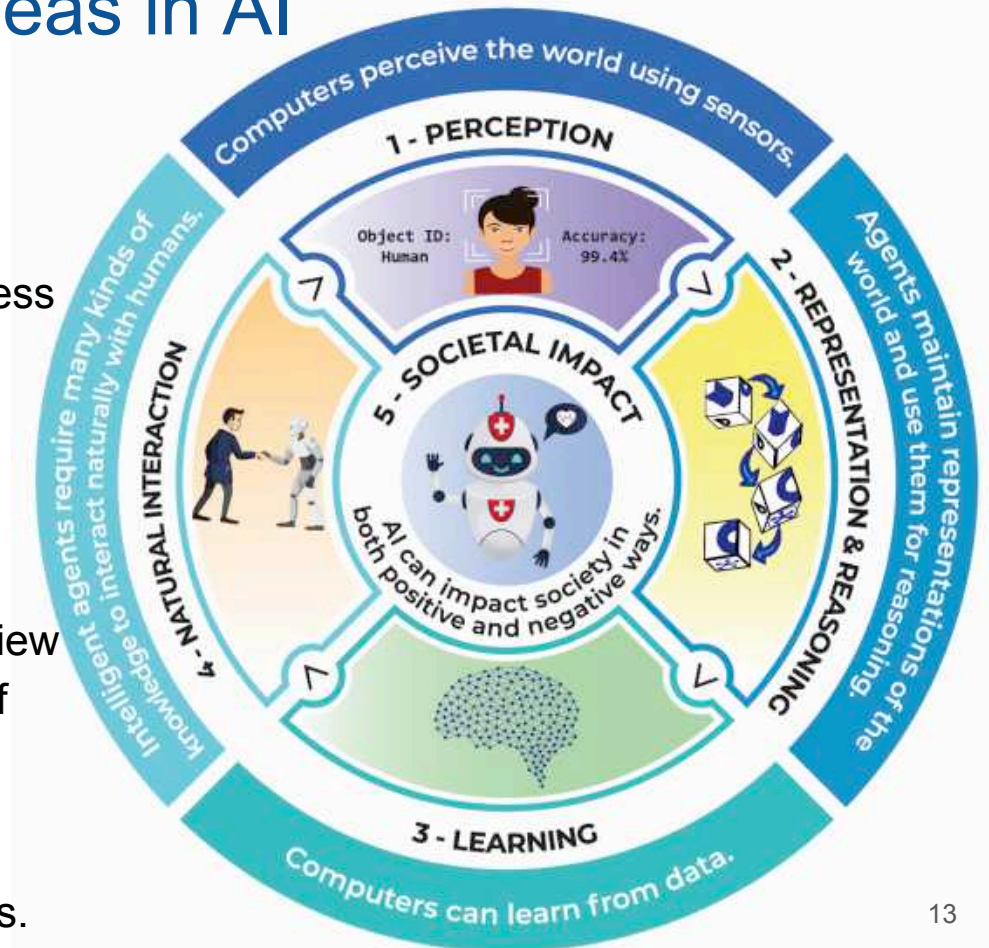 eas in AI
ess
iew
f
s.
Computers perceive the world using sensors.
1 - PERCEPTION
Object ID:
Human
Accuracy:
99.4%
Agents maintain representations of the
world and use them for reasoning.
2 - REPRESENTATION & REASONING
3 - LEARNING
Computers can learn from data.
Intelligent agents require many kinds of
knowledge to interact naturally with humans.
4 - NATURAL INTERACTION
5 - SOCIETAL IMPACT
AI can impact society in
both positive and negative ways.
13